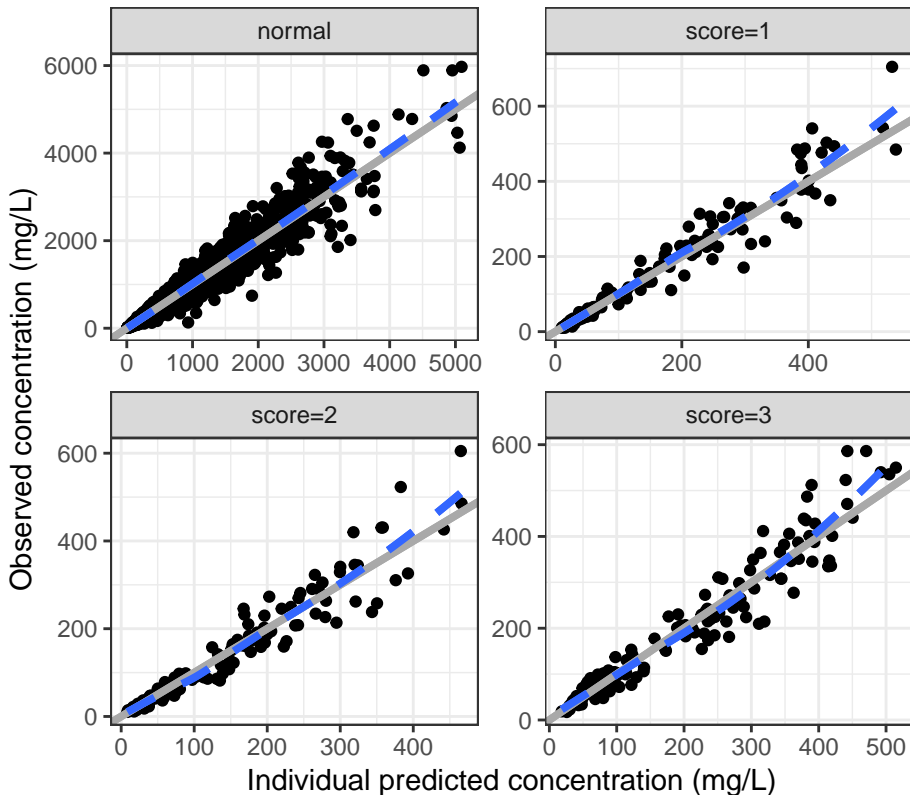 normal
score=1
6000
4000
2000
0
0 1000 2000 3000 4000 5000
600
400
200
0
0 200 400
score=2
score=3
600
400
200
0
0 100 200 300 400
600
400
200
0
0 100 200 300 400 500
Observed concentration (mg/L)
Individual predicted concentration (mg/L)